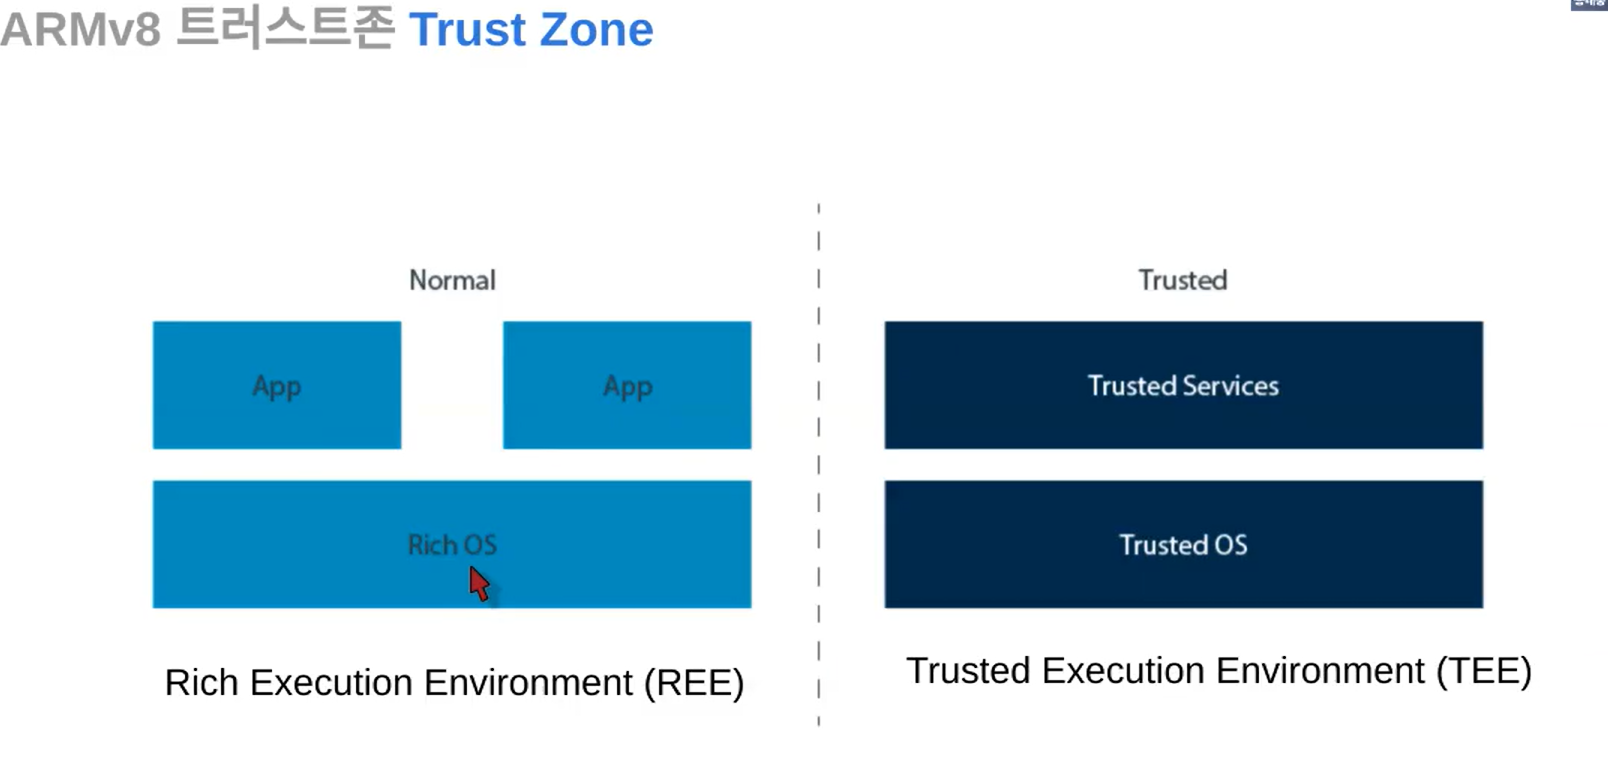 ARMv8 트러스트존 Trust Zone
Normal
Trusted
App
App
Trusted Services
Rich OS
Trusted OS
Rich Execution Environment (REE)
Trusted Execution Environment (TEE)